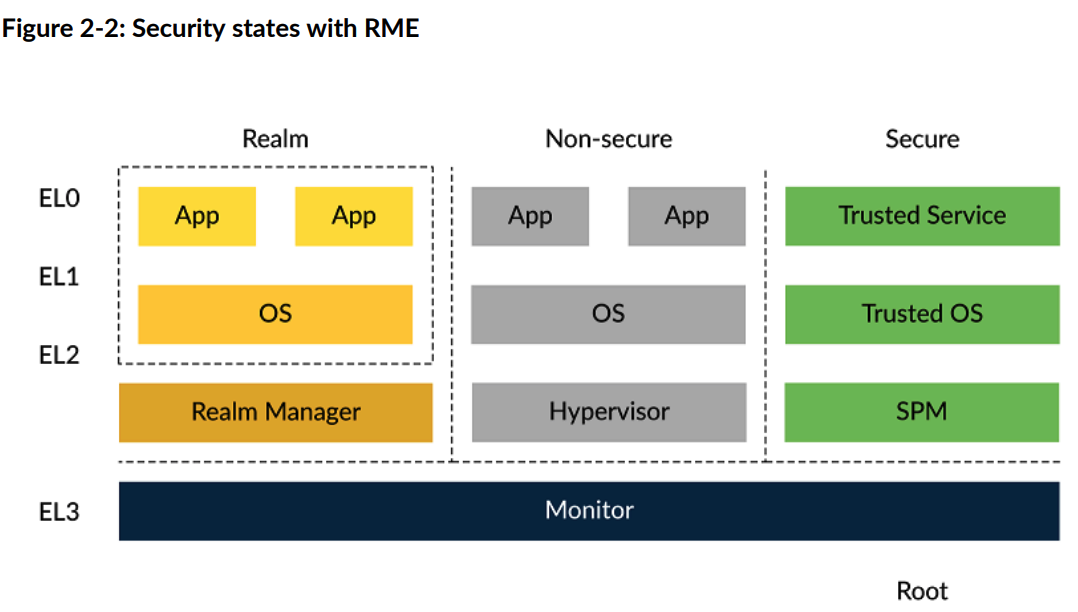 Figure 2-2: Security states with RME
Realm Non-secure Secure
EL0
App App App App Trusted Service
EL1
OS OS Trusted OS
EL2
Realm Manager Hypervisor SPM
EL3 Monitor
Root